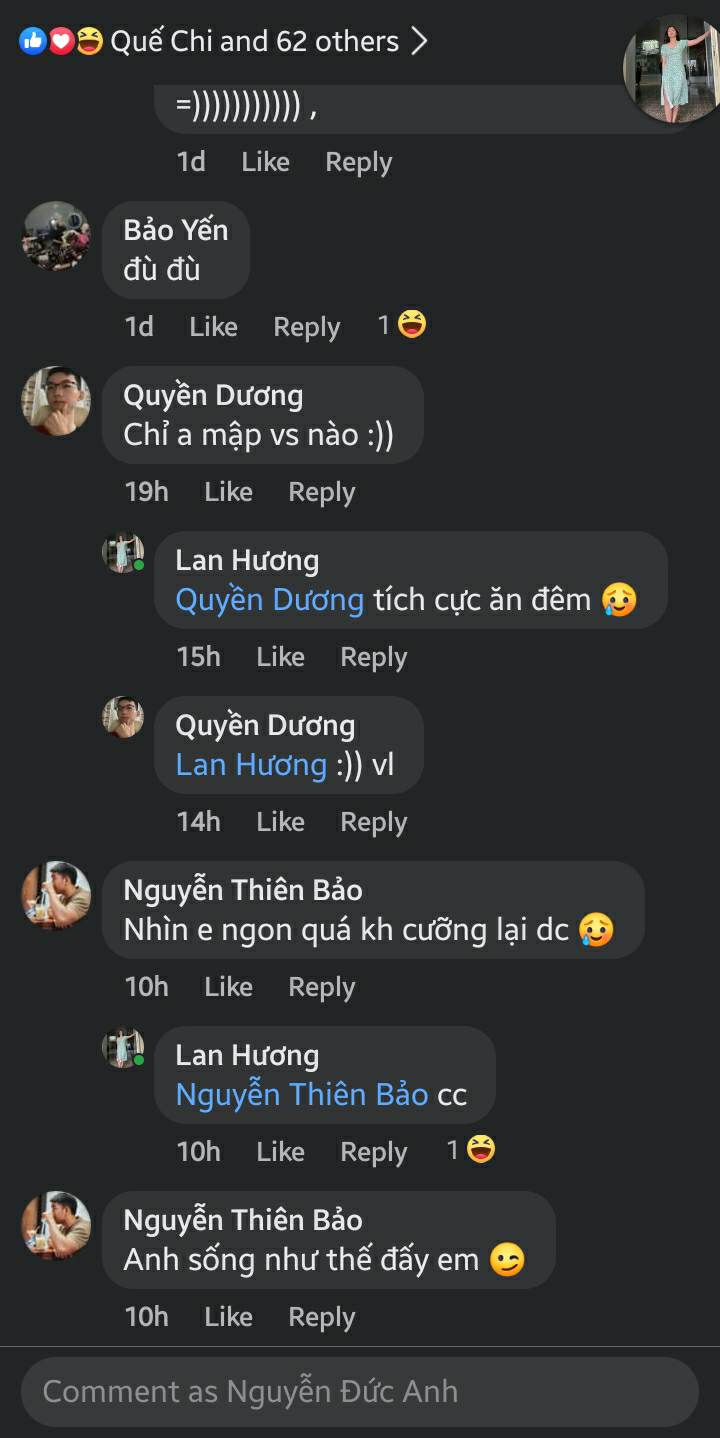 Quế Chi and 62 others
=))))))))))) ,
1d Like Reply
Bảo Yến
đù đù
1d Like Reply 1
Quyền Dương
Chỉ a mập vs nào :))
19h Like Reply
Lan Hương
Quyền Dương tích cực ăn đêm 🥲
15h Like Reply
Quyền Dương
Lan Hương :)) vl
14h Like Reply
Nguyễn Thiên Bảo
Nhìn e ngon quá kh cưỡng lại dc 🥲
10h Like Reply
Lan Hương
Nguyễn Thiên Bảo cc
10h Like Reply 1
Nguyễn Thiên Bảo
Anh sống như thế đấy em 😉
10h Like Reply
Comment as Nguyễn Đức Anh